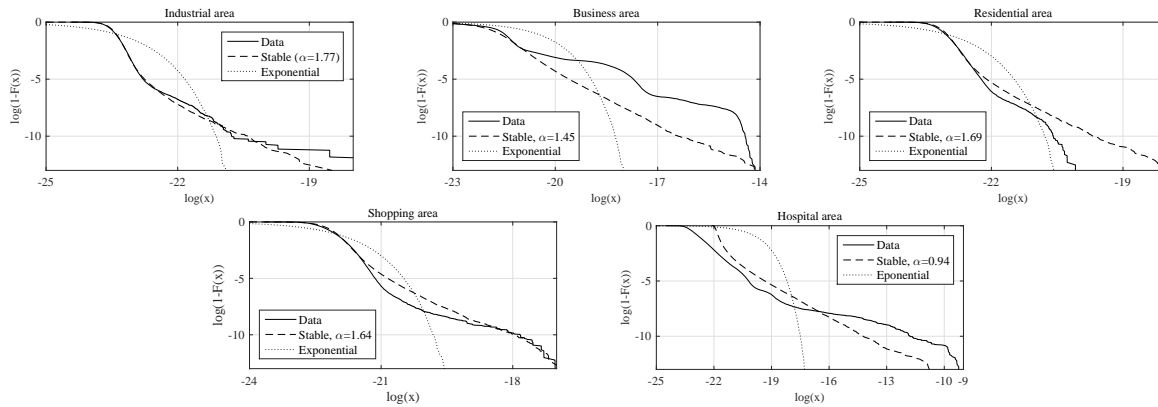 Industrial area
0
-5
-10
log(1-F(x))
-25 -22 -19
log(x)
Data
Stable (α=1.77)
Exponential
Business area
0
-5
-10
log(1-F(x))
-23 -20 -17 -14
log(x)
Data
Stable, α=1.45
Exponential
Residential area
0
-5
-10
log(1-F(x))
-25 -22 -19
log(x)
Data
Stable, α=1.69
Exponential
Shopping area
0
-5
-10
log(1-F(x))
-24 -21 -18
log(x)
Data
Stable, α=1.64
Exponential
Hospital area
0
-5
-10
log(1-F(x))
-25 -22 -19 -16 -13 -10 -9
log(x)
Data
Stable, α=0.94
Eponential